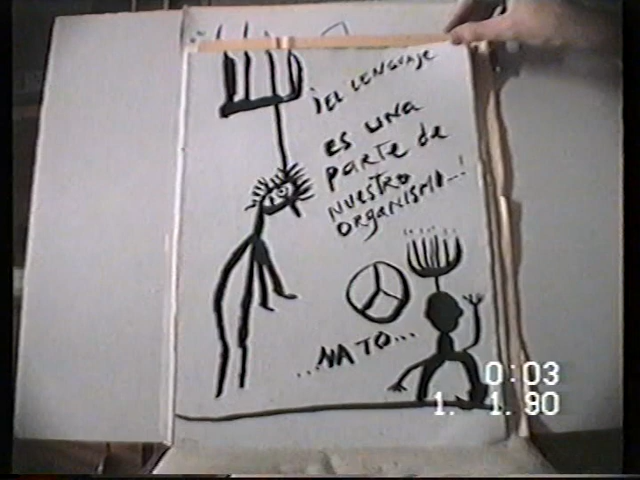 ¡EL LENGUAJE
ES UNA
PARTE DE
NUESTRO
ORGANISMO...!
...NATO...
0:03
1. 1.90